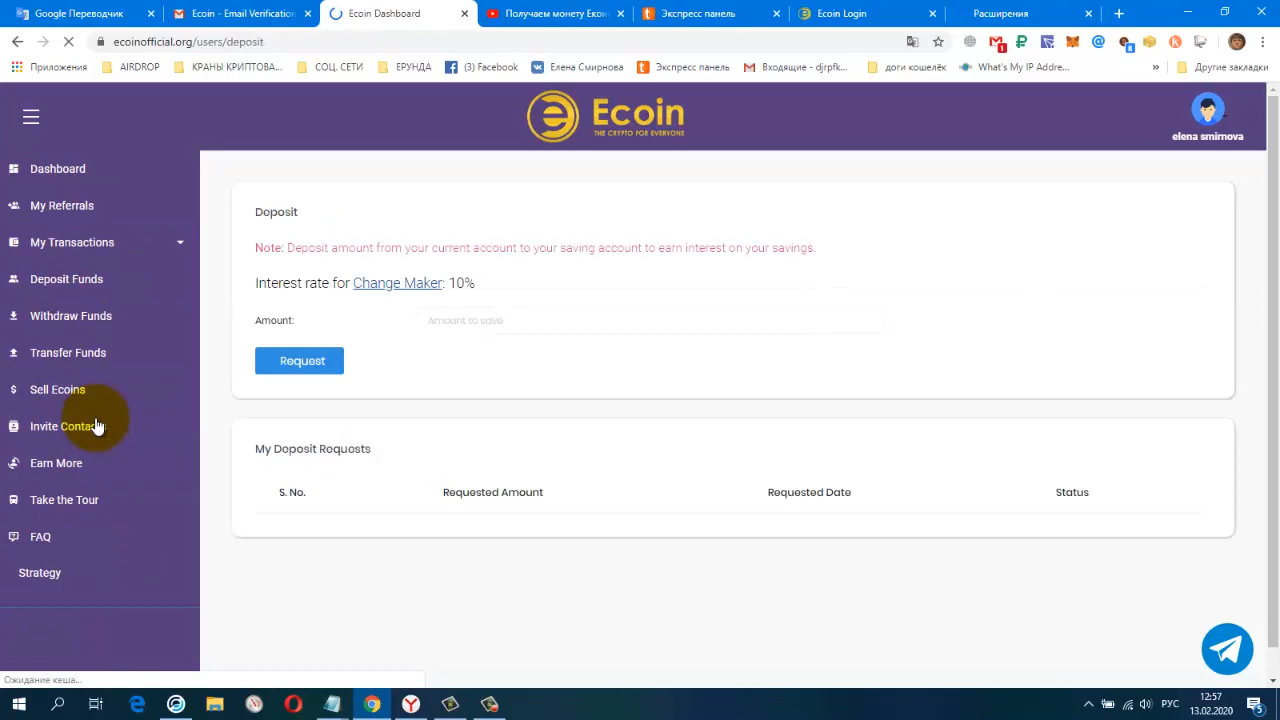 Google Переводчик
Ecoin - Email Verification
Ecoin Dashboard
Получаем монету Екои
Экспресс панель
Ecoin Login
Расширения
ecoinofficial.org/users/deposit
Приложения
AIRDROP
КРАНЫ КРИПТОВА...
СОЦ. СЕТИ
ЕРУНДА
(3) Facebook
Елена Смирнова
Экспресс панель
Входящие - djrpfk...
доги кошелёк
What's My IP Addre...
Другие закладки
Ecoin
THE CRYPTO FOR EVERYONE
elena smirnova
Dashboard
My Referrals
My Transactions
Deposit Funds
Withdraw Funds
Transfer Funds
Sell Ecoins
Invite Contac
Earn More
Take the Tour
FAQ
Strategy
Deposit
Note: Deposit amount from your current account to your saving account to earn interest on your savings.
Interest rate for Change Maker: 10%
Amount:
Amount to save
Request
My Deposit Requests
S. No. Requested Amount Requested Date Status
Ожидание кеша...
РУС
12:57
13.02.2020